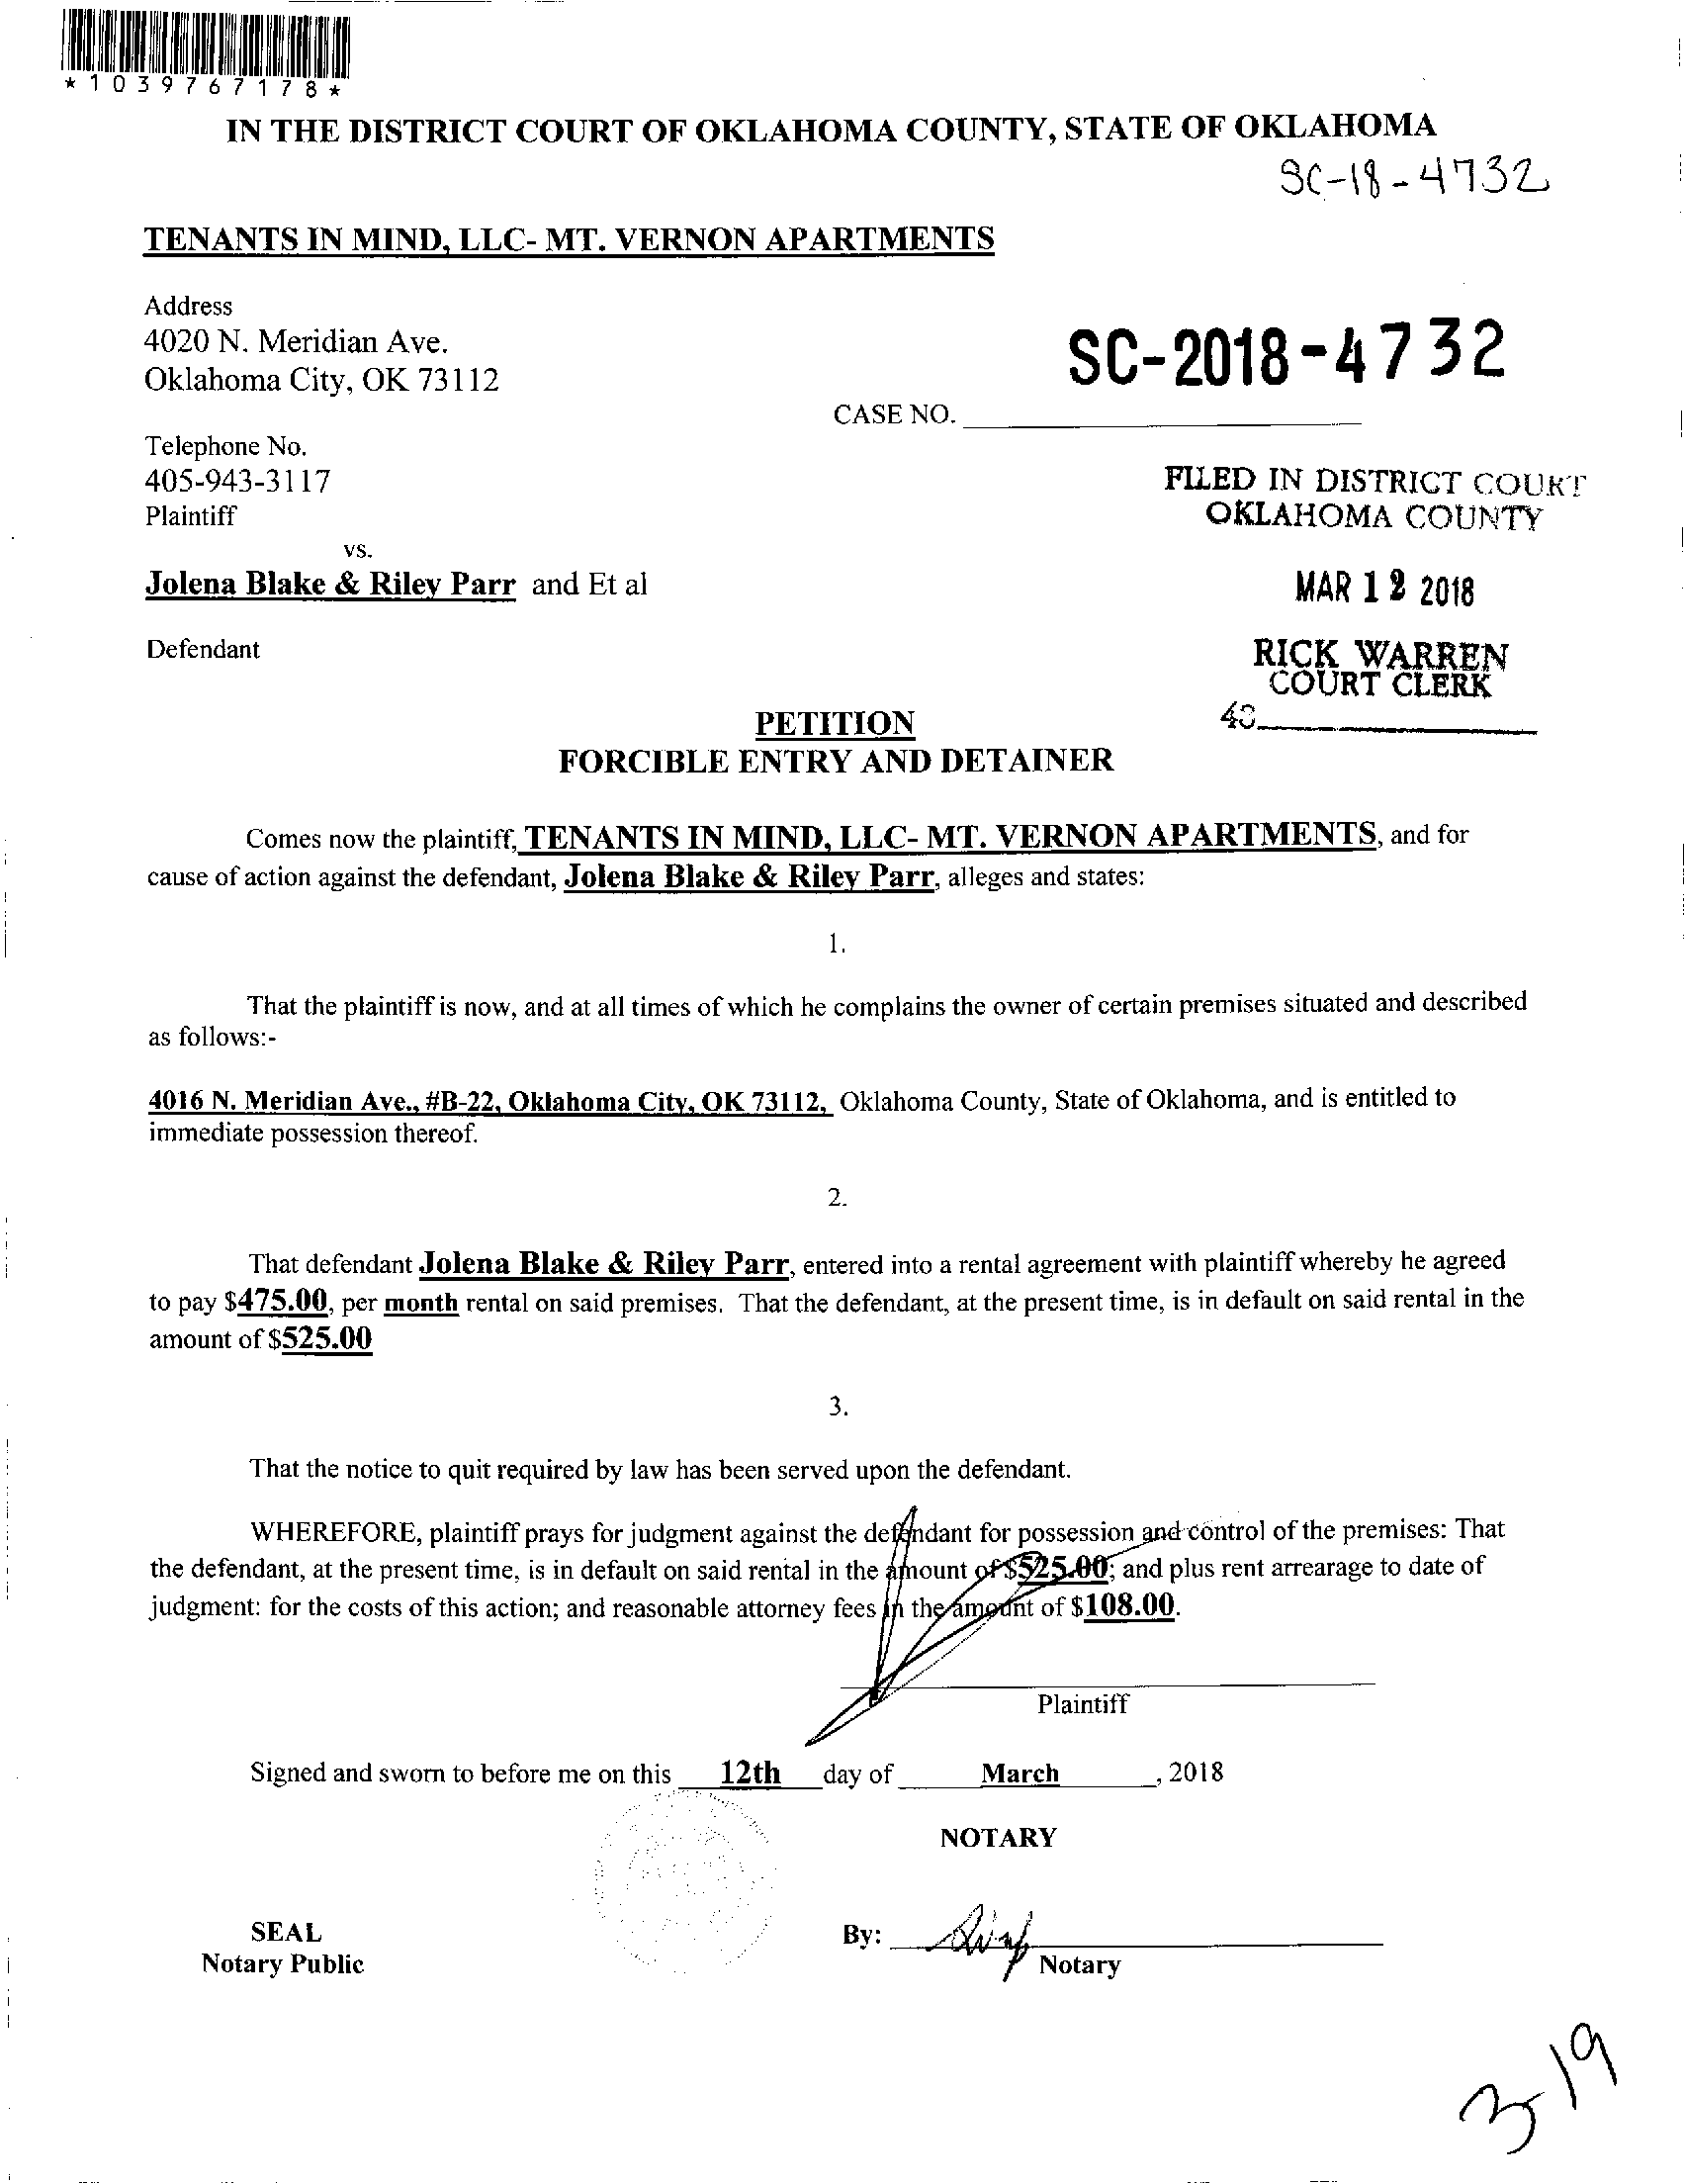 *1039767178*
IN THE DISTRICT COURT OF OKLAHOMA COUNTY, STATE OF OKLAHOMA
SC-18-4732
TENANTS IN MIND, LLC- MT. VERNON APARTMENTS
Address
4020 N. Meridian Ave.
Oklahoma City, OK 73112
SC-2018-4732
CASE NO.
Telephone No.
405-943-3117
Plaintiff
FILED IN DISTRICT COURT
OKLAHOMA COUNTY
vs.
Jolena Blake & Riley Parr and Et al
MAR 12 2018
Defendant
RICK WARREN
COURT CLERK
PETITION
FORCIBLE ENTRY AND DETAINER
Comes now the plaintiff, TENANTS IN MIND, LLC- MT. VERNON APARTMENTS, and for
cause of action against the defendant, Jolena Blake & Riley Parr, alleges and states:
1.
That the plaintiff is now, and at all times of which he complains the owner of certain premises situated and described
as follows:-
4016 N. Meridian Ave., #B-22, Oklahoma City, OK 73112, Oklahoma County, State of Oklahoma, and is entitled to
immediate possession thereof.
2.
That defendant Jolena Blake & Riley Parr, entered into a rental agreement with plaintiff whereby he agreed
to pay $475.00, per month rental on said premises. That the defendant, at the present time, is in default on said rental in the
amount of $525.00
3.
That the notice to quit required by law has been served upon the defendant.
WHEREFORE, plaintiff prays for judgment against the defendant for possession and control of the premises: That
the defendant, at the present time, is in default on said rental in the amount of $525.00; and plus rent arrearage to date of
judgment: for the costs of this action; and reasonable attorney fees in the amount of $108.00.
Plaintiff
Signed and sworn to before me on this 12th day of March, 2018
NOTARY
SEAL
Notary Public
By:
Notary
3-19